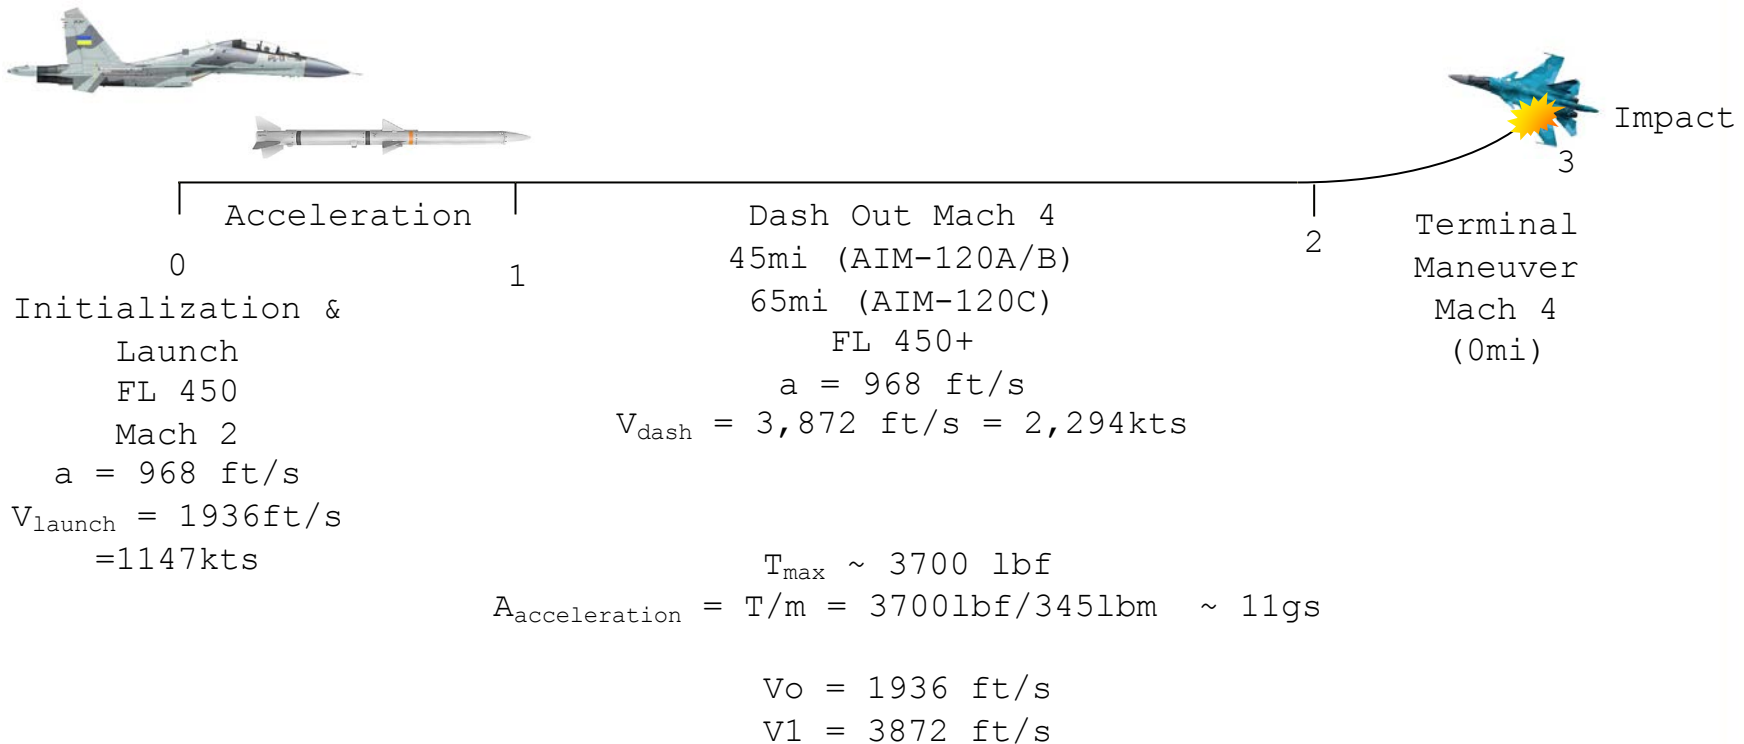 Impact
3
Acceleration
0
1
Initialization &
Launch
FL 450
Mach 2
a = 968 ft/s
Vlaunch = 1936ft/s
=1147kts
Dash Out Mach 4
45mi (AIM-120A/B)
65mi (AIM-120C)
FL 450+
a = 968 ft/s
Vdash = 3,872 ft/s = 2,294kts
2
Terminal
Maneuver
Mach 4
(0mi)
Tmax ~ 3700 lbf
Aacceleration = T/m = 3700lbf/345lbm ~ 11gs
Vo = 1936 ft/s
V1 = 3872 ft/s